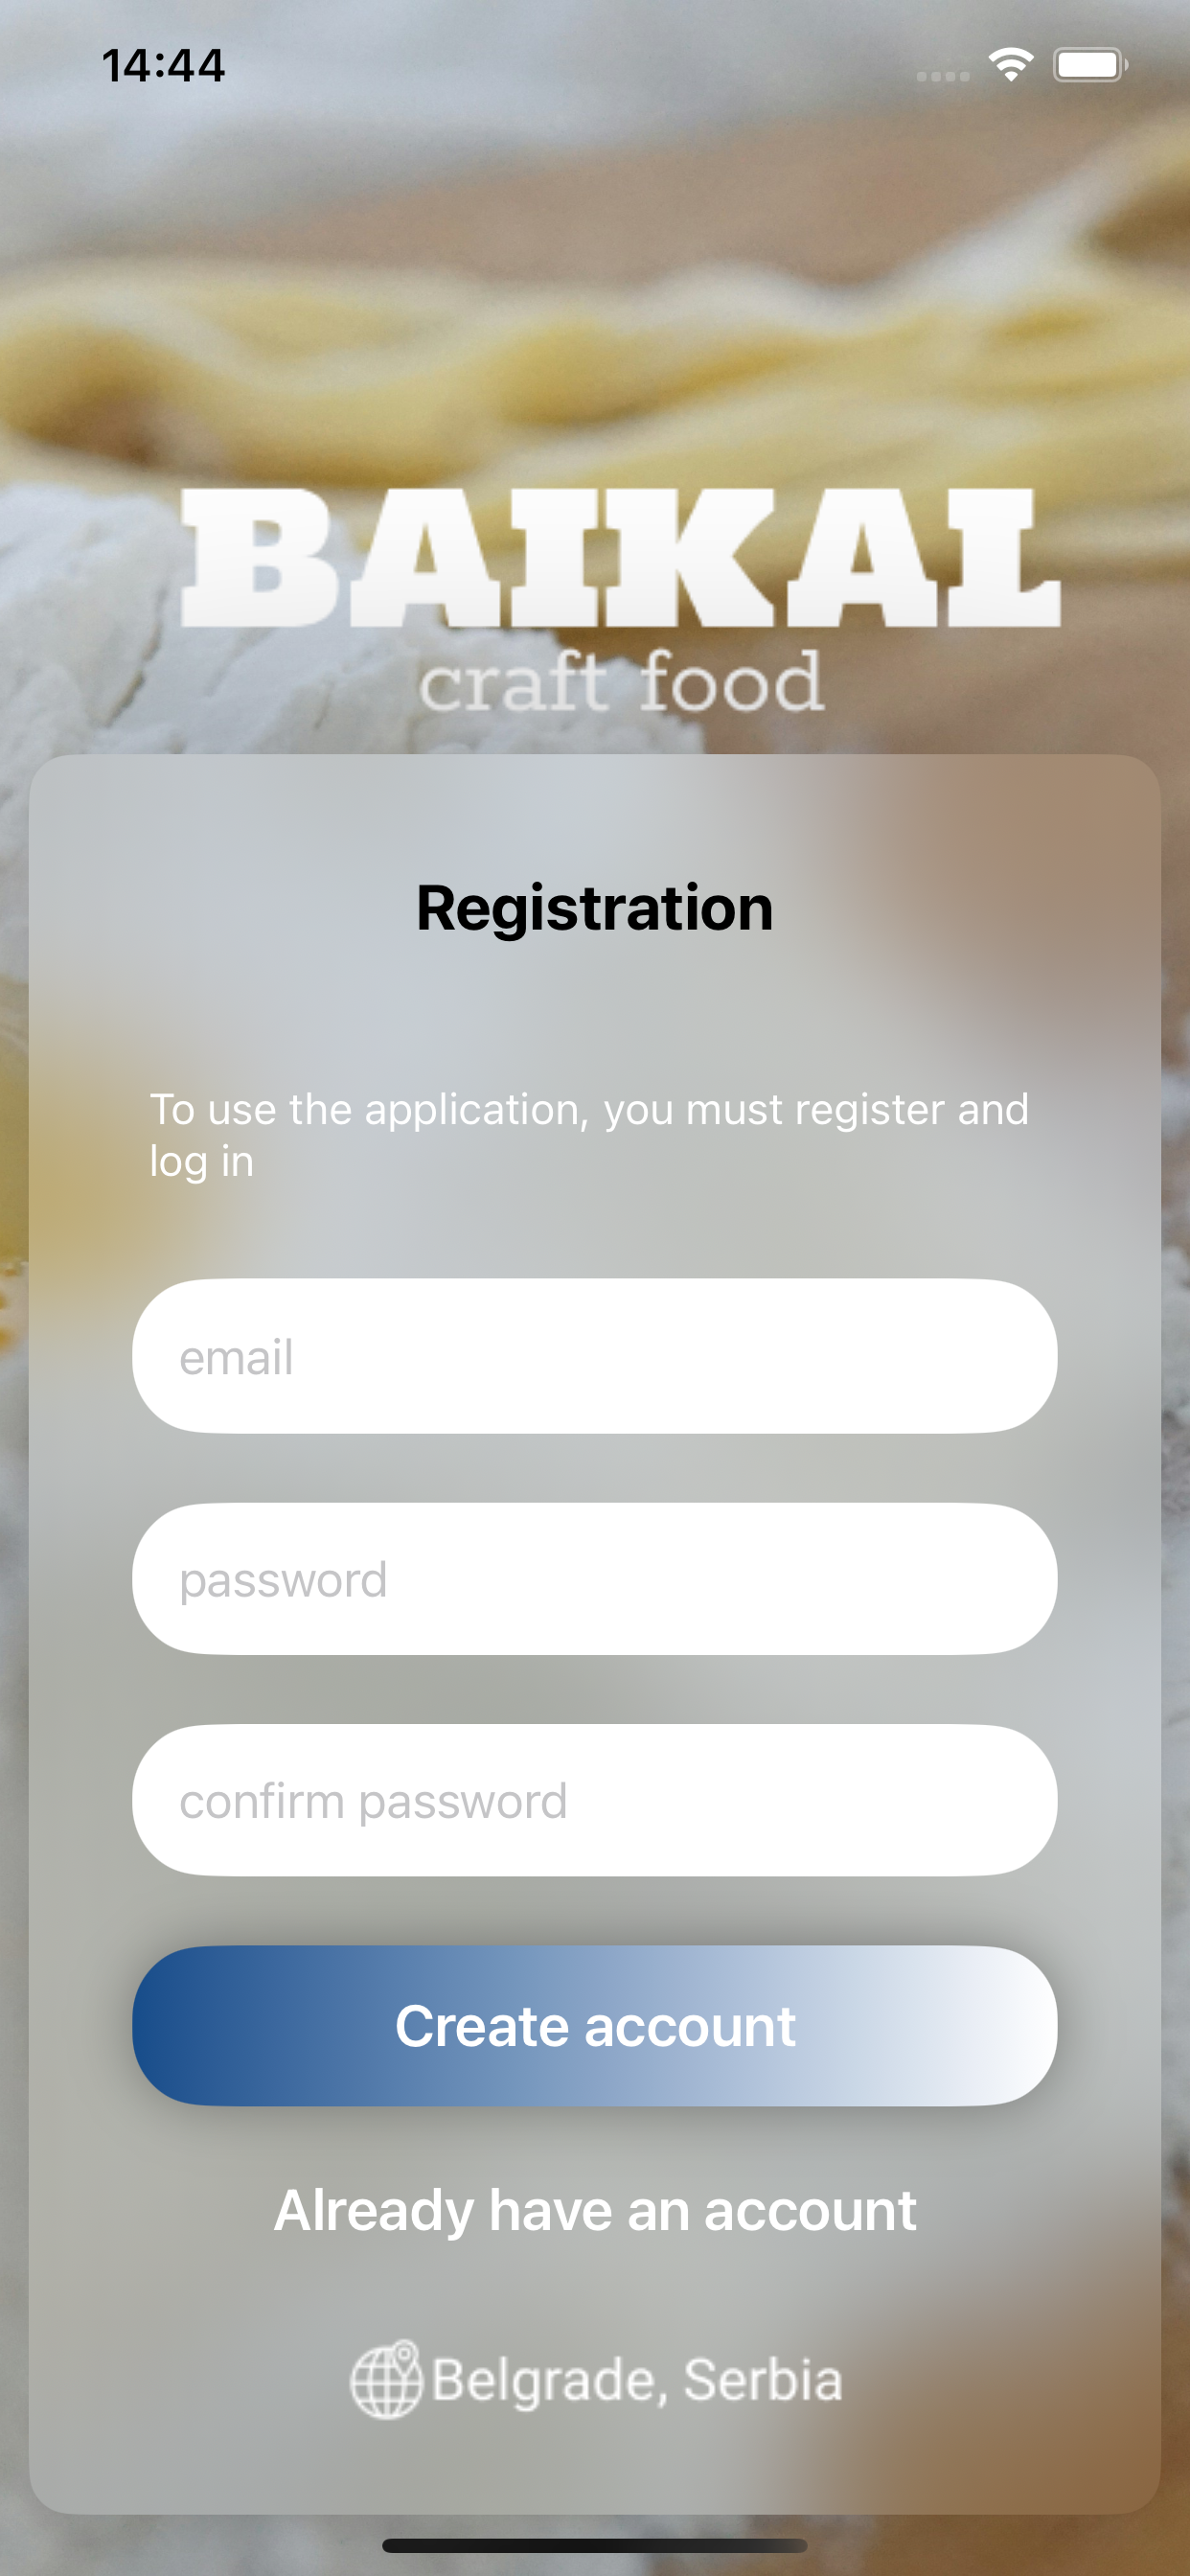 14:44
BAIKAL
craft food
Registration
To use the application, you must register and
log in
email
password
confirm password
Create account
Already have an account
Belgrade, Serbia